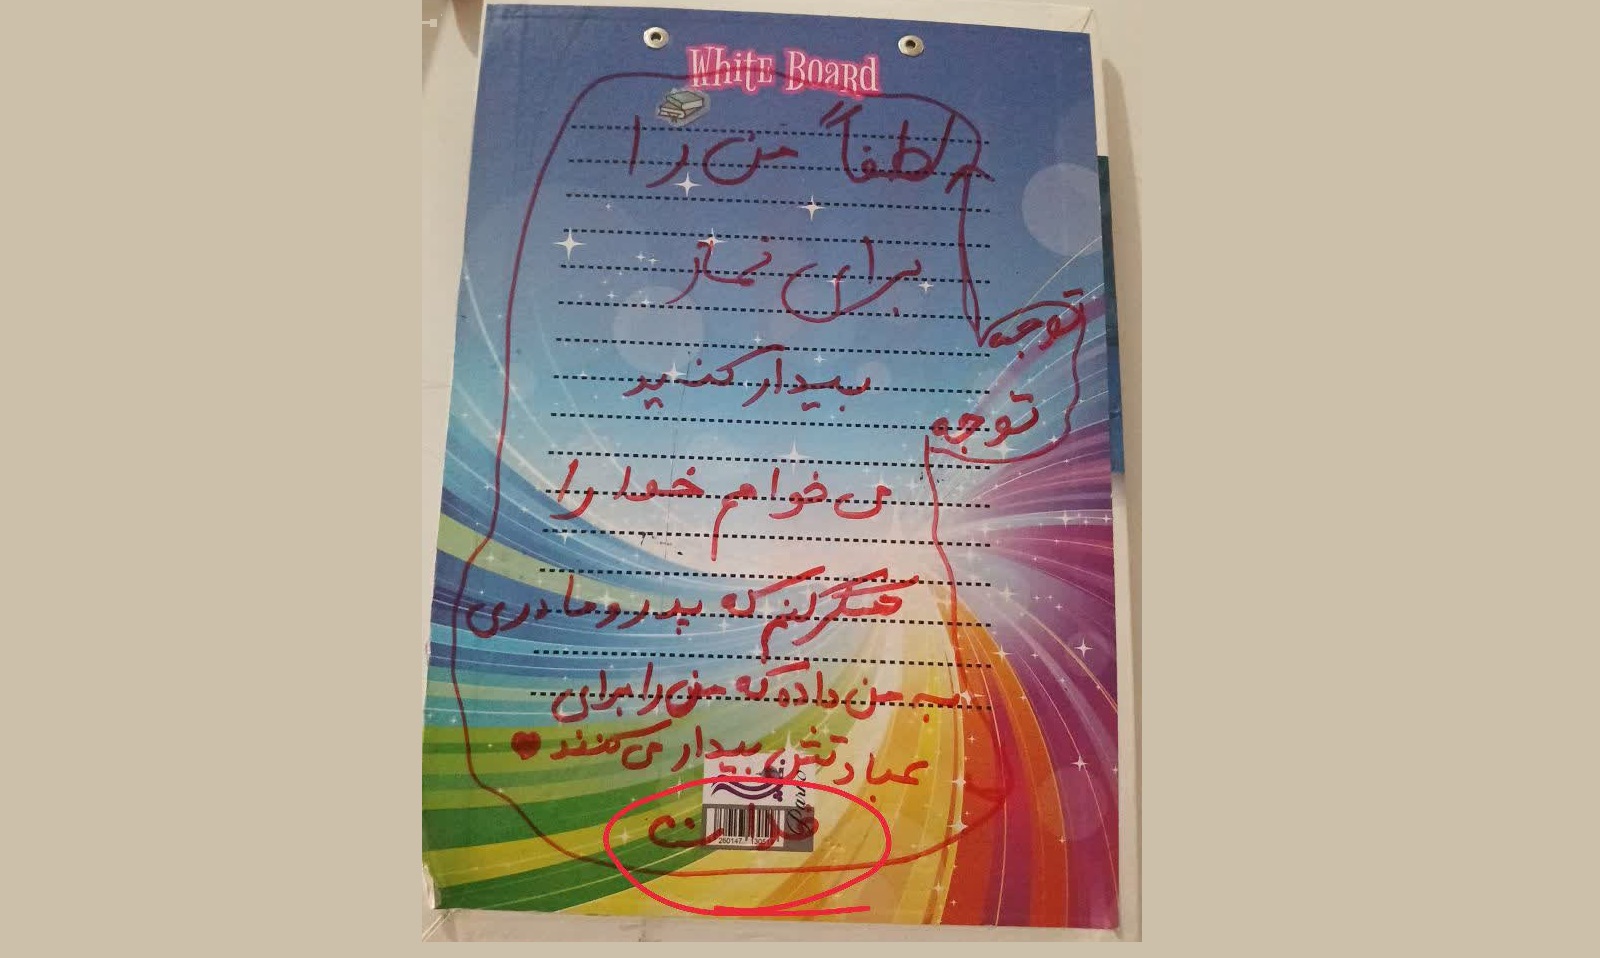 White Board
لطفاً من را
برای نماز
توجه
بیدار کنید
توجه
می خوام خدا را
شکر کنم که پدر و مادری
به من داده که من را برای
عبادتش بیدار می کنند ♥
260147